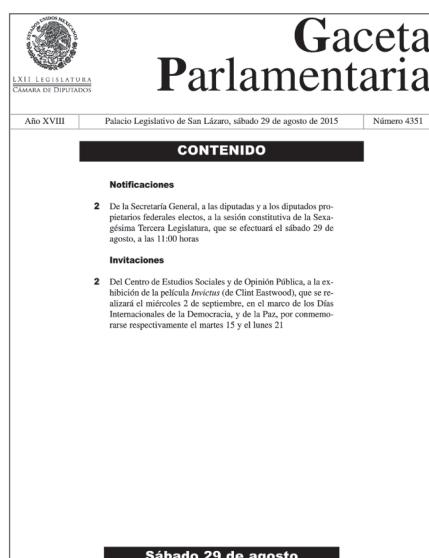 ESTADOS UNIDOS MEXICANOS
LXII LEGISLATURA
CÁMARA DE DIPUTADOS
Gaceta
Parlamentaria
Año XVIII
Palacio Legislativo de San Lázaro, sábado 29 de agosto de 2015
Número 4351
CONTENIDO
Notificaciones
2 De la Secretaría General, a las diputadas y a los diputados pro-
pietarios federales electos, a la sesión constitutiva de la Sexa-
gésima Tercera Legislatura, que se efectuará el sábado 29 de
agosto, a las 11:00 horas
Invitaciones
2 Del Centro de Estudios Sociales y de Opinión Pública, a la ex-
hibición de la película Invictus (de Clint Eastwood), que se re-
alizará el miércoles 2 de septiembre, en el marco de los Días
Internacionales de la Democracia, y de la Paz, por conmemo-
rarse respectivamente el martes 15 y el lunes 21
Sábado 29 de agosto